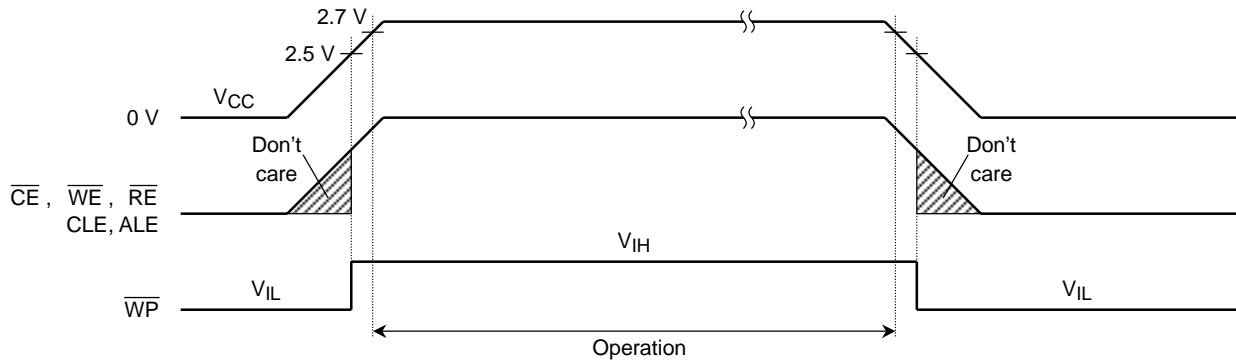 2.7 V
2.5 V
0 V
VCC
Don't
care
Don't
care
CE , WE , RE
CLE, ALE
VIH
WP
VIL
VIL
Operation